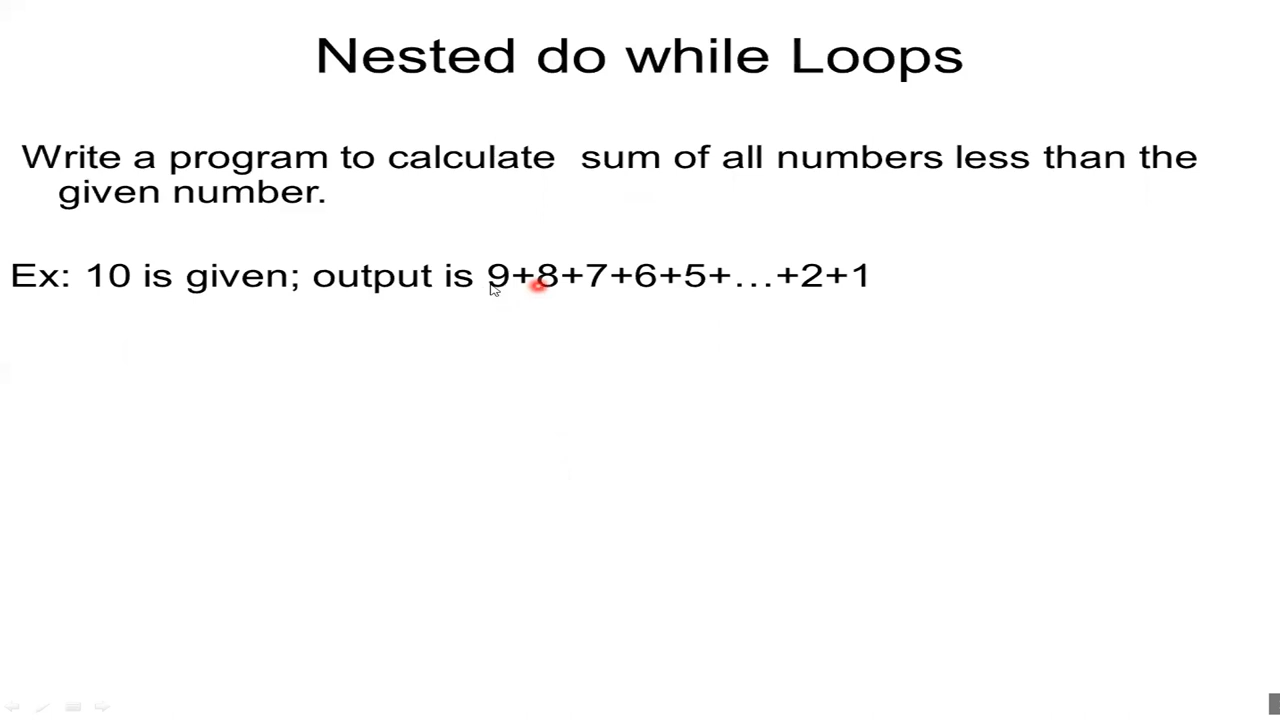 Nested do while Loops
Write a program to calculate  sum of all numbers less than the
given number.
Ex: 10 is given; output is 9+8+7+6+5+…+2+1